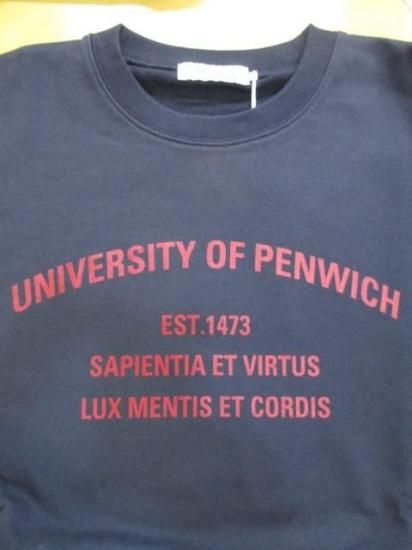 UNIVERSITY OF PENWICH
EST.1473
SAPIENTIA ET VIRTUS
LUX MENTIS ET CORDIS